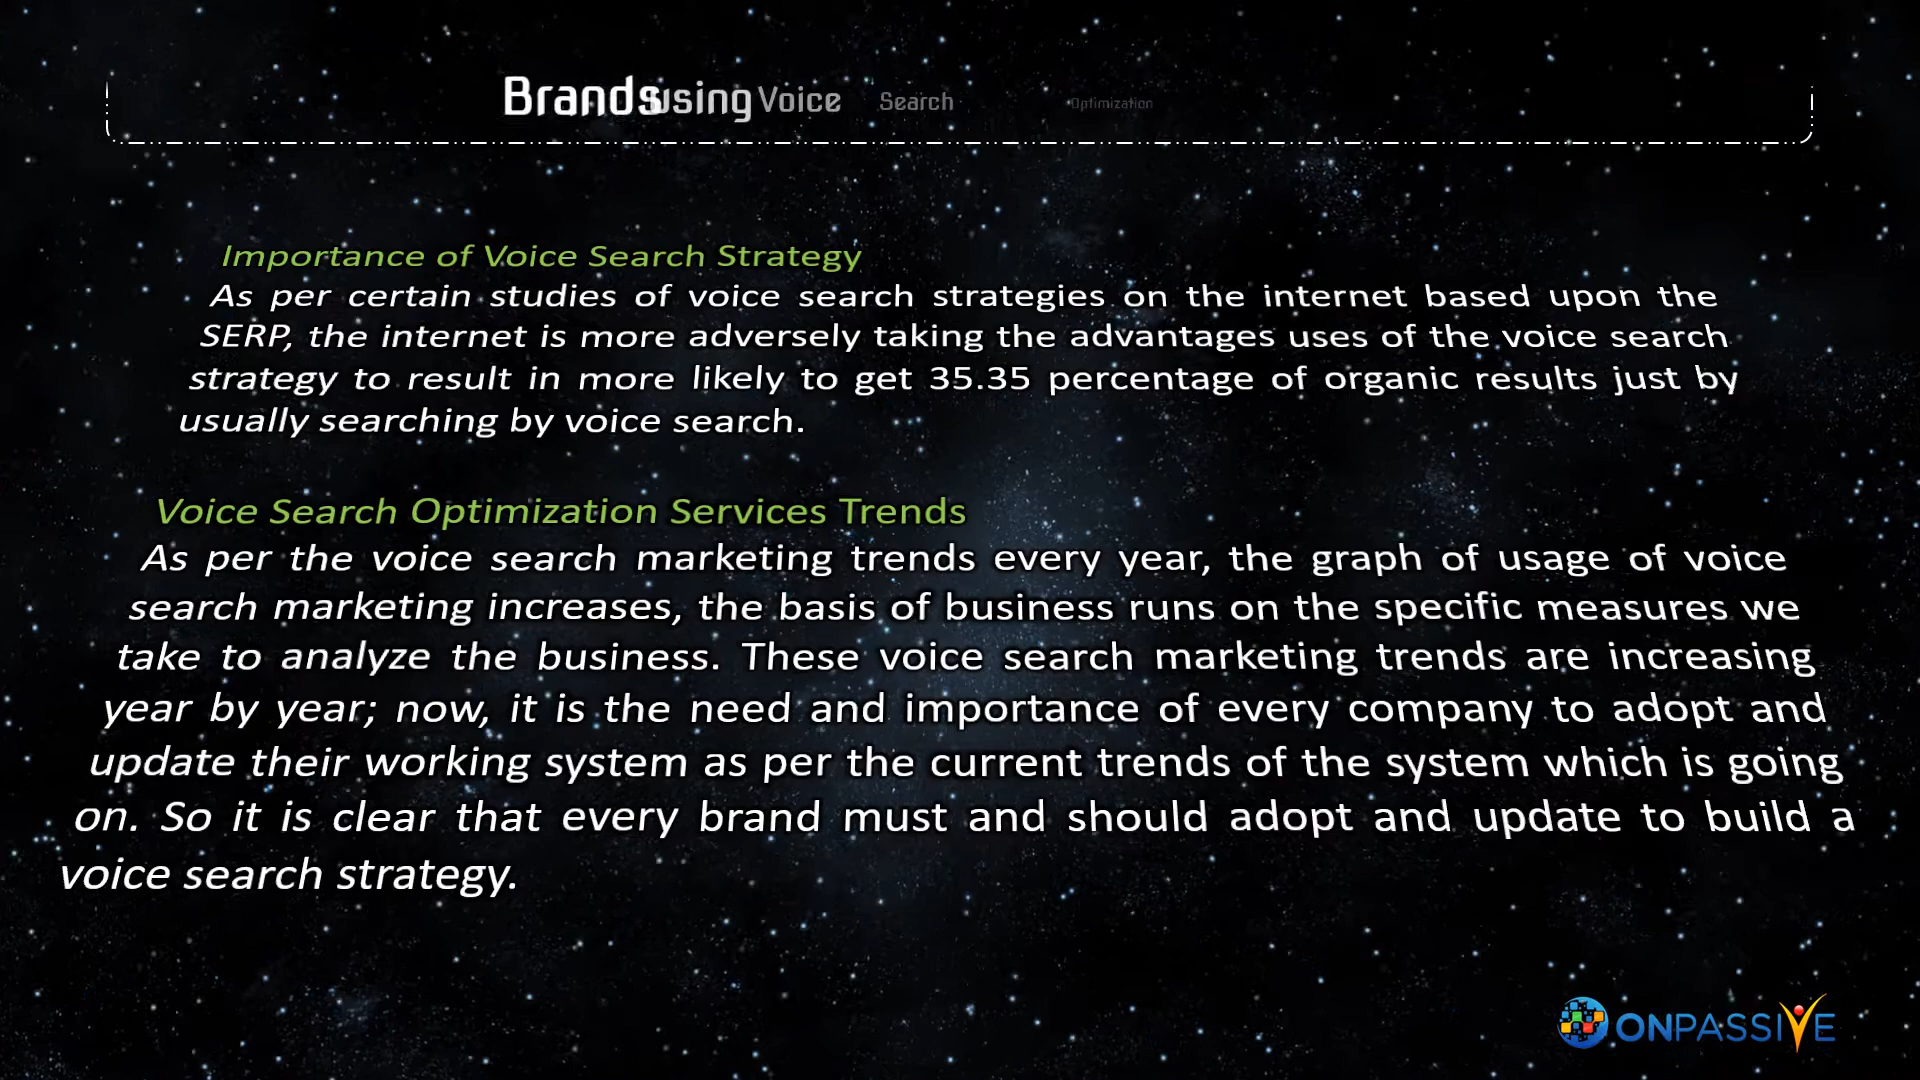 Brands using Voice Search Optimization
Importance of Voice Search Strategy
As per certain studies of voice search strategies on the internet based upon the
SERP, the internet is more adversely taking the advantages uses of the voice search
strategy to result in more likely to get 35.35 percentage of organic results just by
usually searching by voice search.
Voice Search Optimization Services Trends
As per the voice search marketing trends every year, the graph of usage of voice
search marketing increases, the basis of business runs on the specific measures we
take to analyze the business. These voice search marketing trends are increasing
year by year; now, it is the need and importance of every company to adopt and
update their working system as per the current trends of the system which is going
on. So it is clear that every brand must and should adopt and update to build a
voice search strategy.
ONPASSIVE